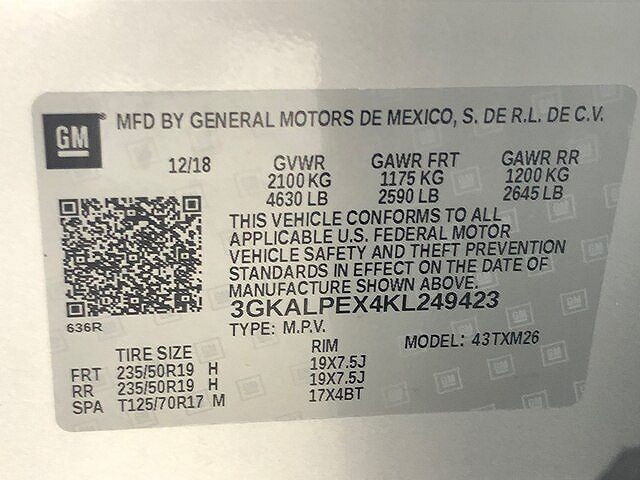 GM
MFD BY GENERAL MOTORS DE MEXICO, S. DE R.L. DE C.V.
12/18 GVWR GAWR FRT GAWR RR
2100 KG 1175 KG 1200 KG
4630 LB 2590 LB 2645 LB
THIS VEHICLE CONFORMS TO ALL
APPLICABLE U.S. FEDERAL MOTOR
VEHICLE SAFETY AND THEFT PREVENTION
STANDARDS IN EFFECT ON THE DATE OF
MANUFACTURE SHOWN ABOVE.
3GKALPEX4KL249423
636R
TYPE: M.P.V. MODEL: 43TXM26
TIRE SIZE RIM
FRT 235/50R19 H 19X7.5J
RR 235/50R19 H 19X7.5J
SPA T125/70R17 M 17X4BT